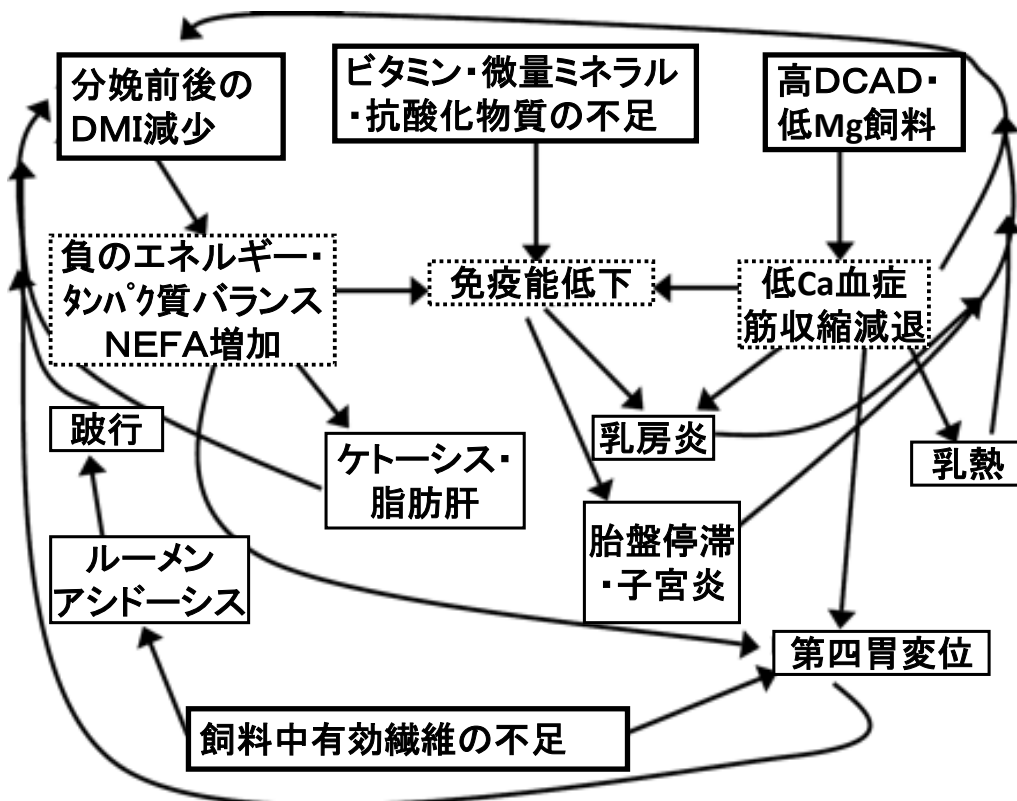 分娩前後の
DMI減少
ビタミン・微量ミネラル
・抗酸化物質の不足
高DCAD・
低Mg飼料
負のエネルギー・
タンパク質バランス
NEFA増加
免疫能低下
低Ca血症
筋収縮減退
跛行
ケトーシス・
脂肪肝
乳房炎
乳熱
ルーメン
アシドーシス
胎盤停滞
・子宮炎
第四胃変位
飼料中有効繊維の不足